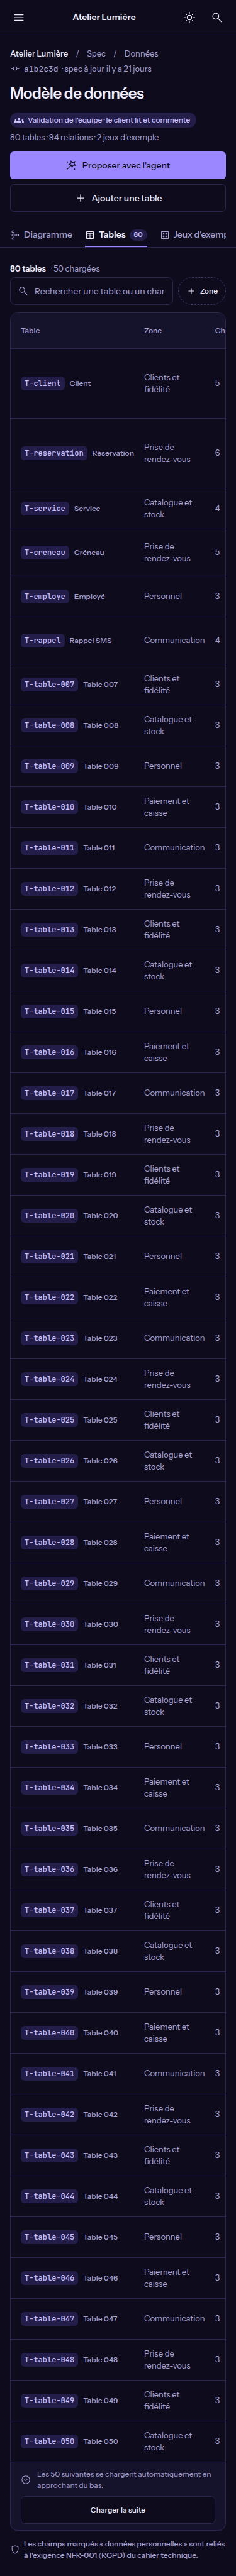 Atelier Lumière
Atelier Lumière / Spec / Données
a1b2c3d · spec à jour il y a 21 jours
Modèle de données
Validation de l'équipe · le client lit et commente
80 tables · 94 relations · 2 jeux d'exemple
Proposer avec l'agent
Ajouter une table
Diagramme Tables 80 Jeux d'exemp
80 tables · 50 chargées
Rechercher une table ou un char
Zone
Table Zone Ch
T-client Client Clients et fidélité 5
T-reservation Réservation Prise de rendez-vous 6
T-service Service Catalogue et stock 4
T-creneau Créneau Prise de rendez-vous 5
T-employe Employé Personnel 3
T-rappel Rappel SMS Communication 4
T-table-007 Table 007 Clients et fidélité 3
T-table-008 Table 008 Catalogue et stock 3
T-table-009 Table 009 Personnel 3
T-table-010 Table 010 Paiement et caisse 3
T-table-011 Table 011 Communication 3
T-table-012 Table 012 Prise de rendez-vous 3
T-table-013 Table 013 Clients et fidélité 3
T-table-014 Table 014 Catalogue et stock 3
T-table-015 Table 015 Personnel 3
T-table-016 Table 016 Paiement et caisse 3
T-table-017 Table 017 Communication 3
T-table-018 Table 018 Prise de rendez-vous 3
T-table-019 Table 019 Clients et fidélité 3
T-table-020 Table 020 Catalogue et stock 3
T-table-021 Table 021 Personnel 3
T-table-022 Table 022 Paiement et caisse 3
T-table-023 Table 023 Communication 3
T-table-024 Table 024 Prise de rendez-vous 3
T-table-025 Table 025 Clients et fidélité 3
T-table-026 Table 026 Catalogue et stock 3
T-table-027 Table 027 Personnel 3
T-table-028 Table 028 Paiement et caisse 3
T-table-029 Table 029 Communication 3
T-table-030 Table 030 Prise de rendez-vous 3
T-table-031 Table 031 Clients et fidélité 3
T-table-032 Table 032 Catalogue et stock 3
T-table-033 Table 033 Personnel 3
T-table-034 Table 034 Paiement et caisse 3
T-table-035 Table 035 Communication 3
T-table-036 Table 036 Prise de rendez-vous 3
T-table-037 Table 037 Clients et fidélité 3
T-table-038 Table 038 Catalogue et stock 3
T-table-039 Table 039 Personnel 3
T-table-040 Table 040 Paiement et caisse 3
T-table-041 Table 041 Communication 3
T-table-042 Table 042 Prise de rendez-vous 3
T-table-043 Table 043 Clients et fidélité 3
T-table-044 Table 044 Catalogue et stock 3
T-table-045 Table 045 Personnel 3
T-table-046 Table 046 Paiement et caisse 3
T-table-047 Table 047 Communication 3
T-table-048 Table 048 Prise de rendez-vous 3
T-table-049 Table 049 Clients et fidélité 3
T-table-050 Table 050 Catalogue et stock 3
Les 50 suivantes se chargent automatiquement en
approchant du bas.
Charger la suite
Les champs marqués « données personnelles » sont reliés
à l'exigence NFR-001 (RGPD) du cahier technique.